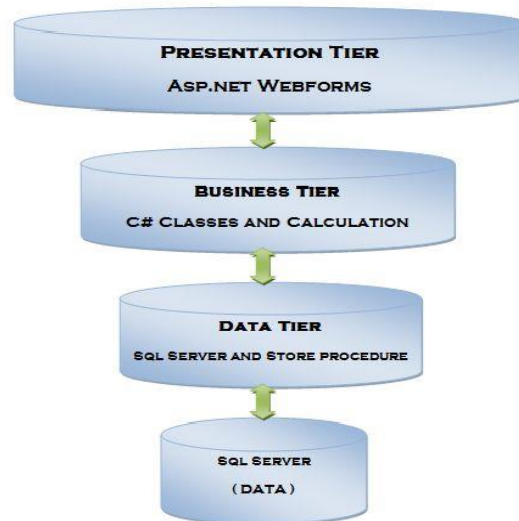 Presentation Tier
Asp.net Webforms
Business Tier
C# Classes and Calculation
Data Tier
Sql Server and Store procedure
Sql Server
( DATA )